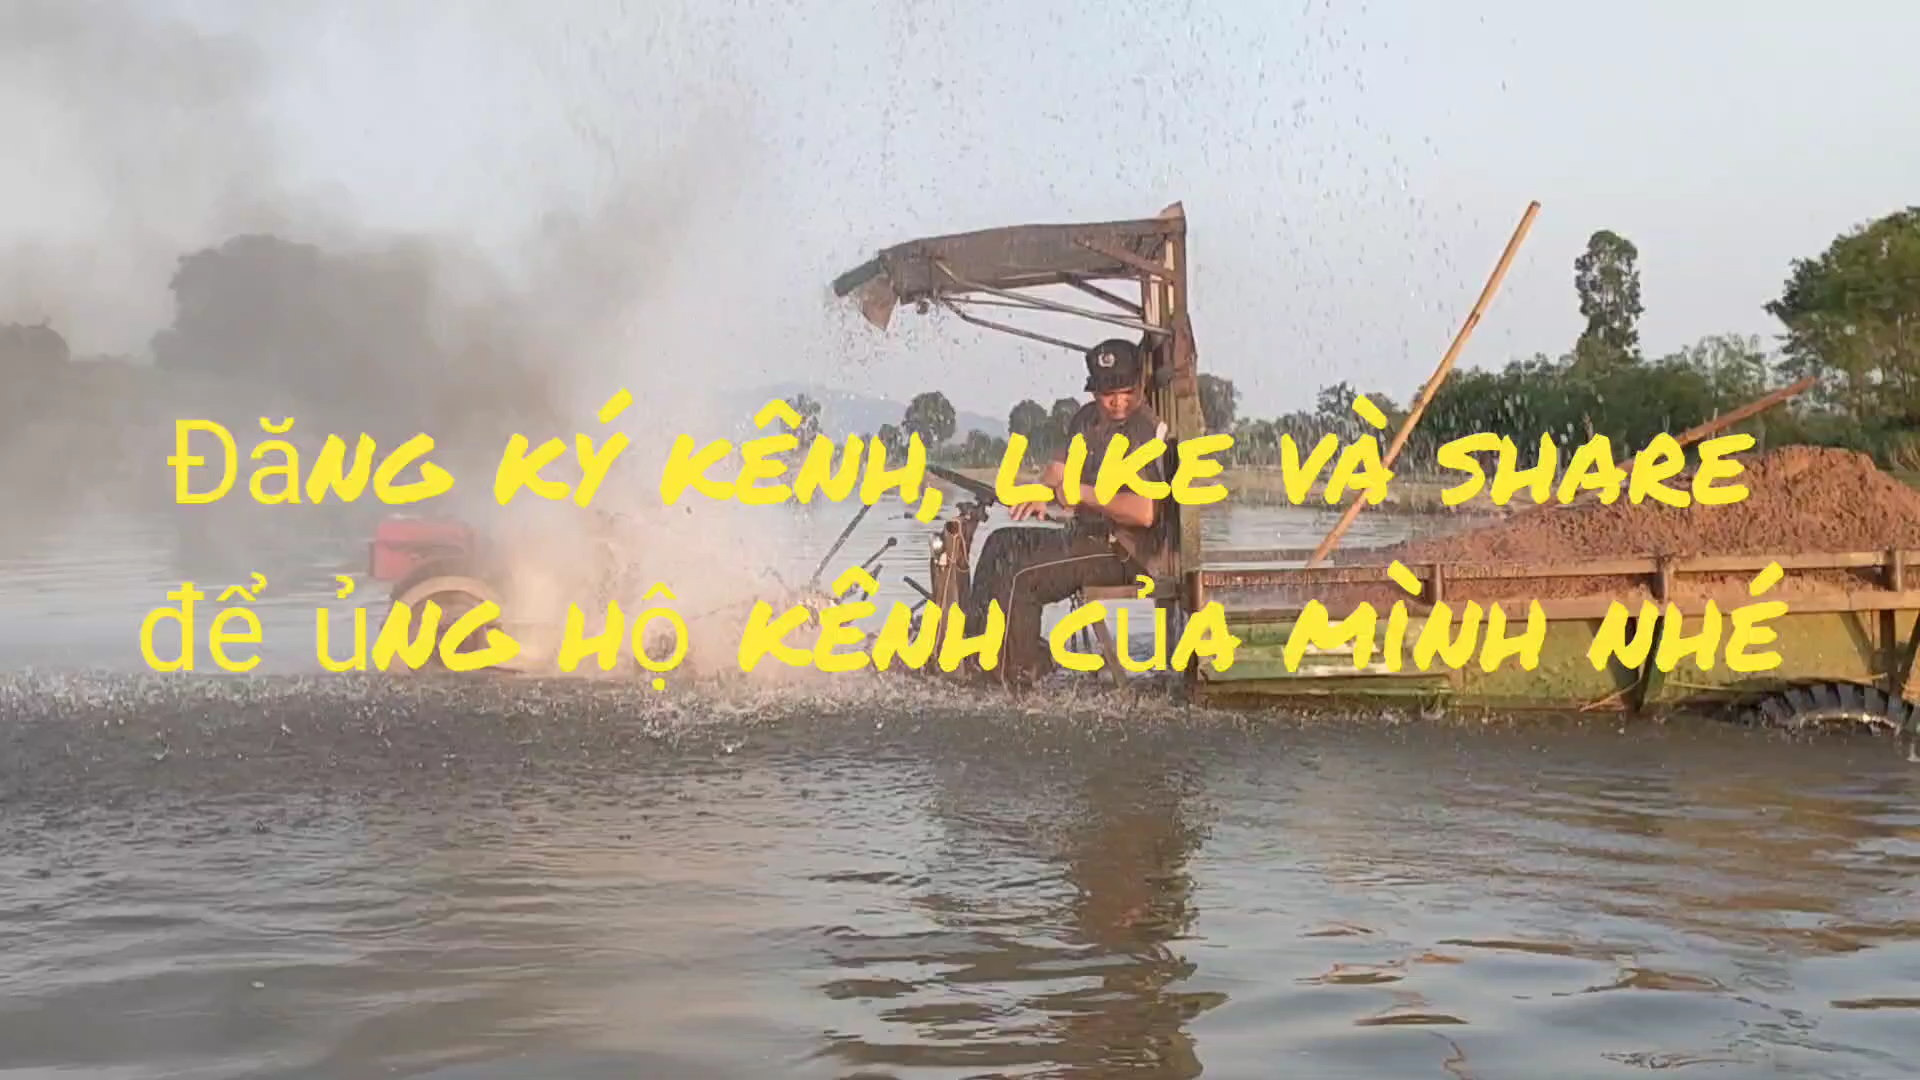 Đăng ký kênh, like và share
để ủng hộ kênh của mình nhé